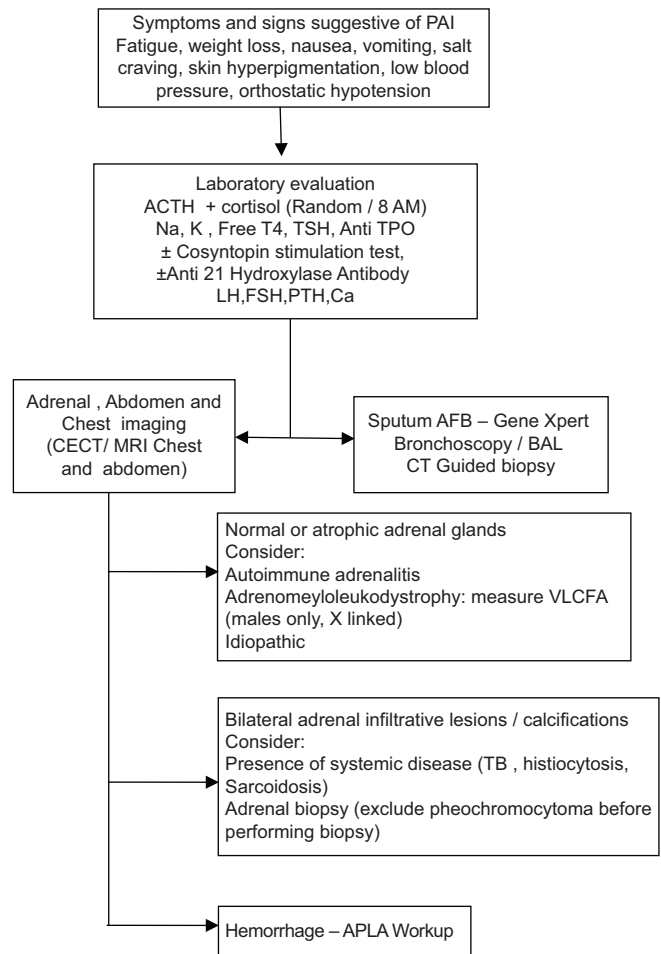 Symptoms and signs suggestive of PAI
Fatigue, weight loss, nausea, vomiting, salt
craving, skin hyperpigmentation, low blood
pressure, orthostatic hypotension
Laboratory evaluation
ACTH + cortisol (Random / 8 AM)
Na, K , Free T4, TSH, Anti TPO
± Cosyntopin stimulation test,
±Anti 21 Hydroxylase Antibody
LH,FSH,PTH,Ca
Adrenal , Abdomen and
Chest imaging
(CECT/ MRI Chest
and abdomen)
Sputum AFB – Gene Xpert
Bronchoscopy / BAL
CT Guided biopsy
Normal or atrophic adrenal glands
Consider:
Autoimmune adrenalitis
Adrenomeyloleukodystrophy: measure VLCFA
(males only, X linked)
Idiopathic
Bilateral adrenal infiltrative lesions / calcifications
Consider:
Presence of systemic disease (TB , histiocytosis,
Sarcoidosis)
Adrenal biopsy (exclude pheochromocytoma before
performing biopsy)
Hemorrhage – APLA Workup